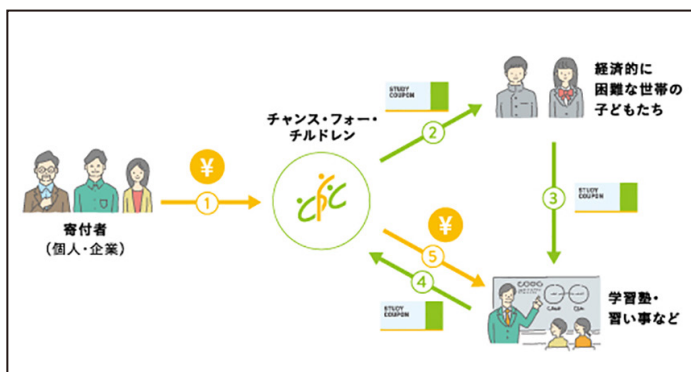 チャンス・フォー・
チルドレン
STUDY
COUPON
②
経済的に
困難な世帯の
子どもたち
¥
①
寄付者
(個人・企業)
③
STUDY
COUPON
¥
⑤
④
STUDY
COUPON
学習塾・
習い事など